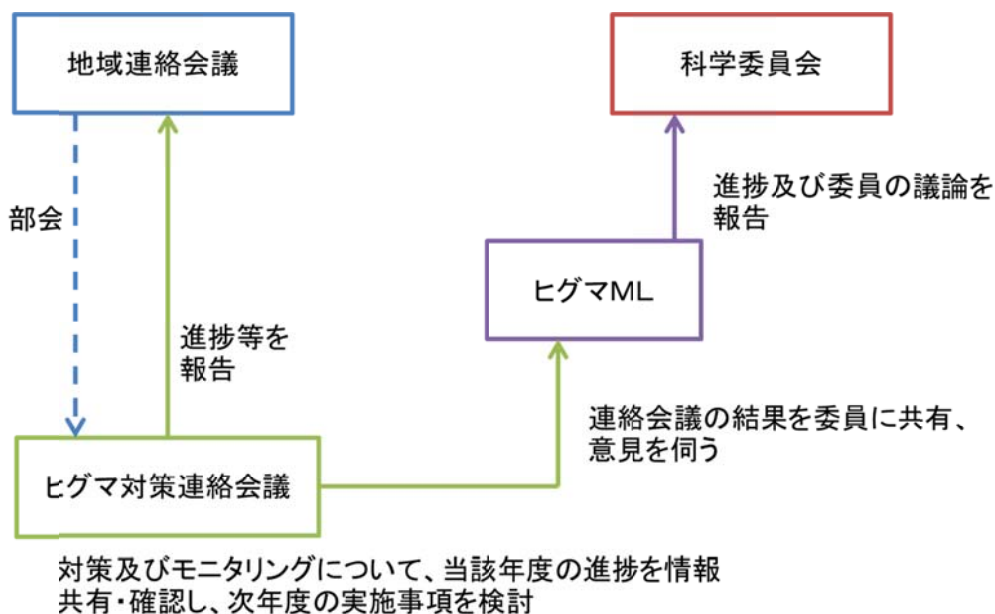 地域連絡会議
科学委員会
部会
進捗及び委員の議論を
報告
ヒグマML
進捗等を
報告
連絡会議の結果を委員に共有、
意見を伺う
ヒグマ対策連絡会議
対策及びモニタリングについて、当該年度の進捗を情報
共有・確認し、次年度の実施事項を検討